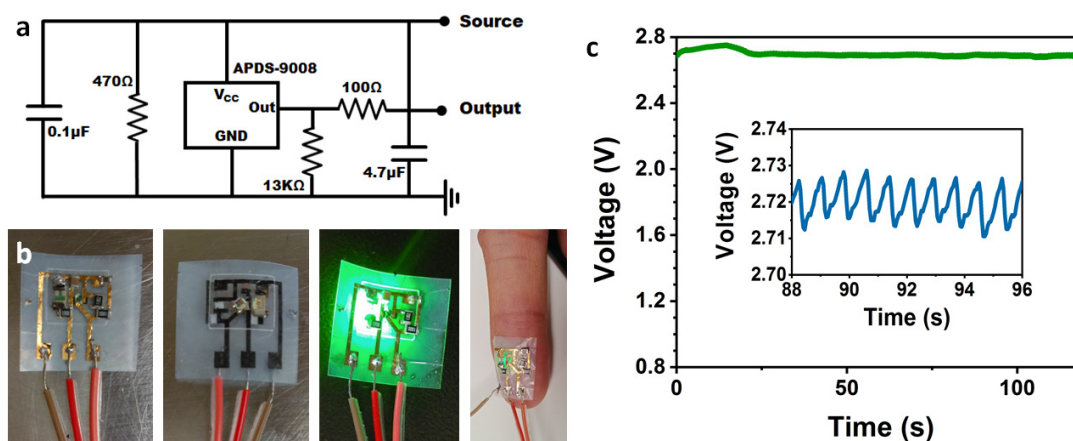 a
Source
APDS-9008
470Ω
100Ω
Vcc
Out
Output
0.1µF
GND
13KΩ
4.7µF
b
c
2.8
2.4
2.0
1.6
1.2
0.8
Voltage (V)
0
50
100
Time (s)
2.74
2.73
2.72
2.71
2.70
Voltage (V)
88
90
92
94
96
Time (s)